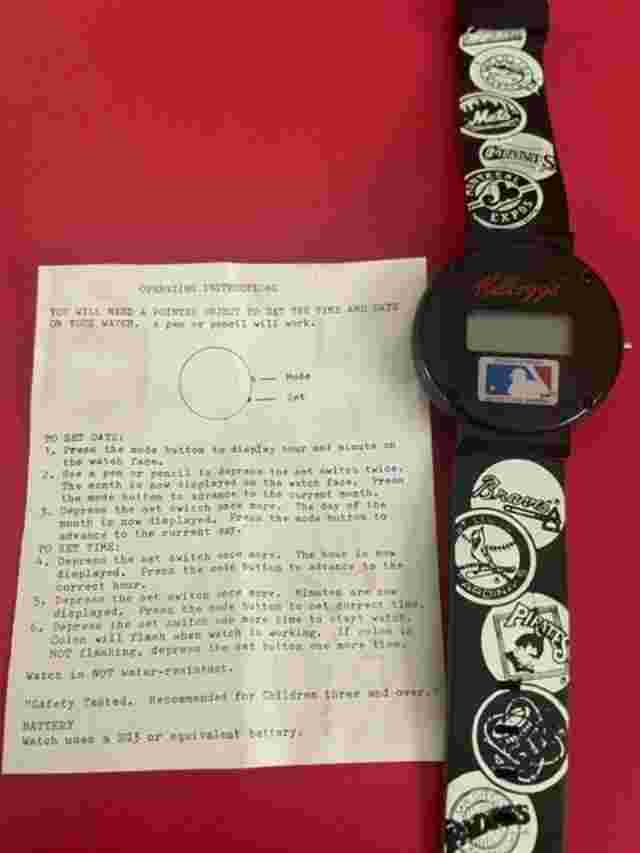 OPERATING INSTRUCTIONS
YOU WILL NEED A POINTED OBJECT TO SET THE TIME AND DATE
ON YOUR WATCH. A pen or pencil will work.
Mode
Set
TO SET DATE:
1. Press the mode button to display hour and minute on
the watch face.
2. Use a pen or pencil to depress the set switch twice.
The month is now displayed on the watch face. Press
the mode button to advance to the current month.
3. Depress the set switch once more. The day of the
month is now displayed. Press the mode button to
advance to the current day.
TO SET TIME:
4. Depress the set switch once more. The hour is now
displayed. Press the mode button to advance to the
correct hour.
5. Depress the set switch once more. Minutes are now
displayed. Press the mode button to set correct time.
6. Depress the set switch one more time to start watch.
Colon will flash when watch is working. If colon is
NOT flashing, depress the set button one more time.
Watch is NOT water-resistant.
"Safety Tested. Recommended for Children three and over."
BATTERY
Watch uses a SG3 or equivalent battery.
Mets
MONTREAL
EXPOS
Kellogg's
Braves
CARDINALS
PIRATES
PADRES